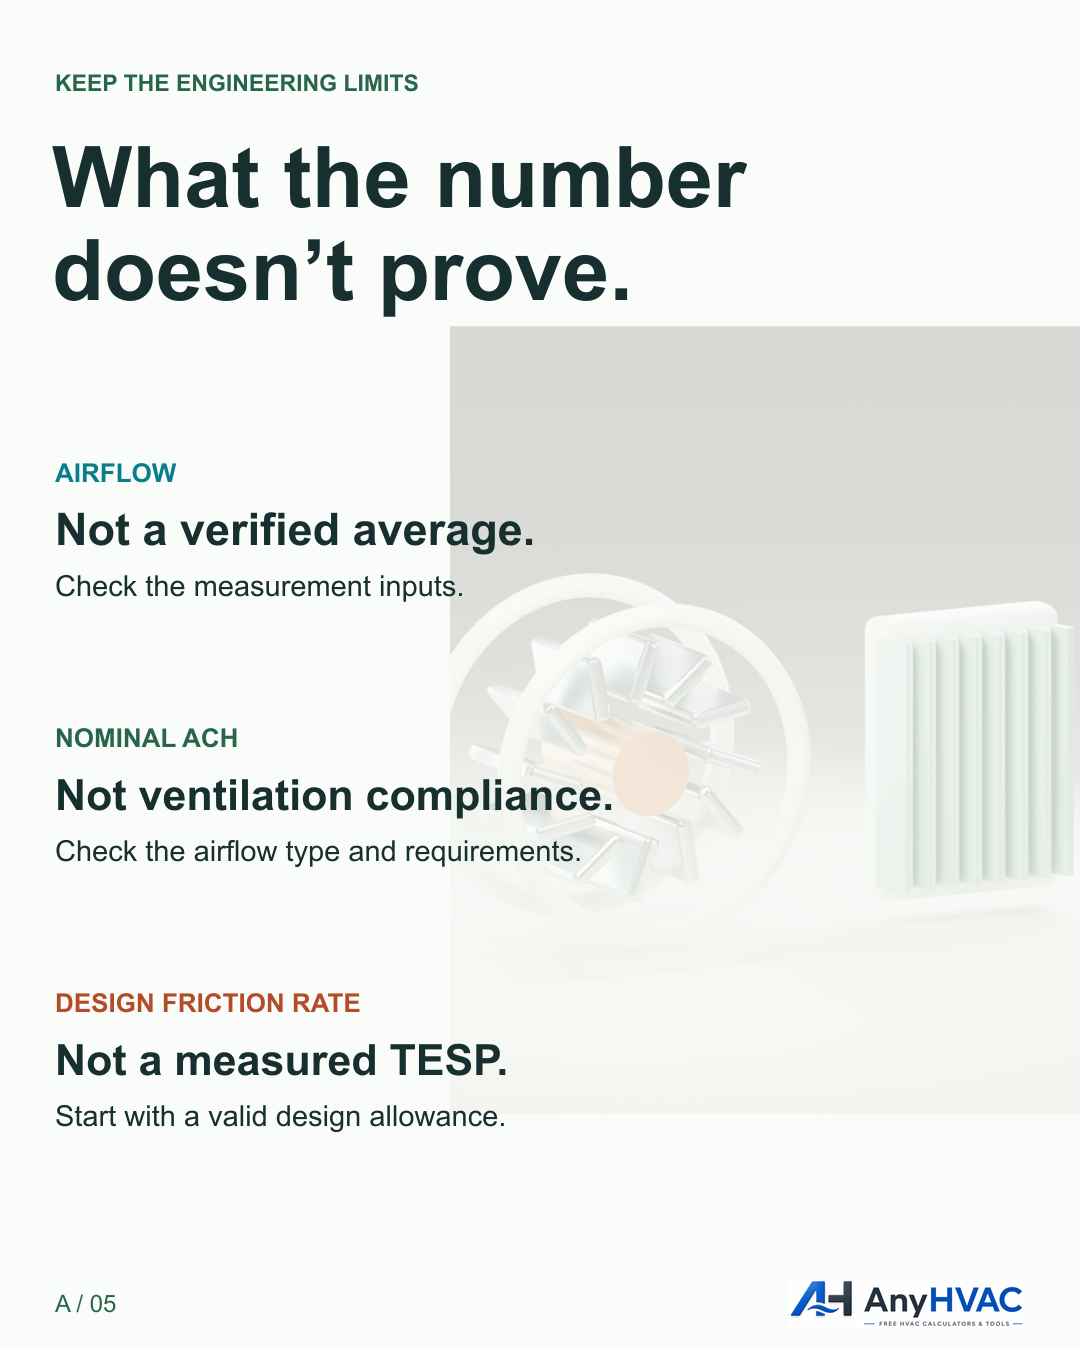 KEEP THE ENGINEERING LIMITS
What the number
doesn’t prove.
AIRFLOW
Not a verified average.
Check the measurement inputs.
NOMINAL ACH
Not ventilation compliance.
Check the airflow type and requirements.
DESIGN FRICTION RATE
Not a measured TESP.
Start with a valid design allowance.
A / 05
AH AnyHVAC
FREE HVAC CALCULATORS & TOOLS